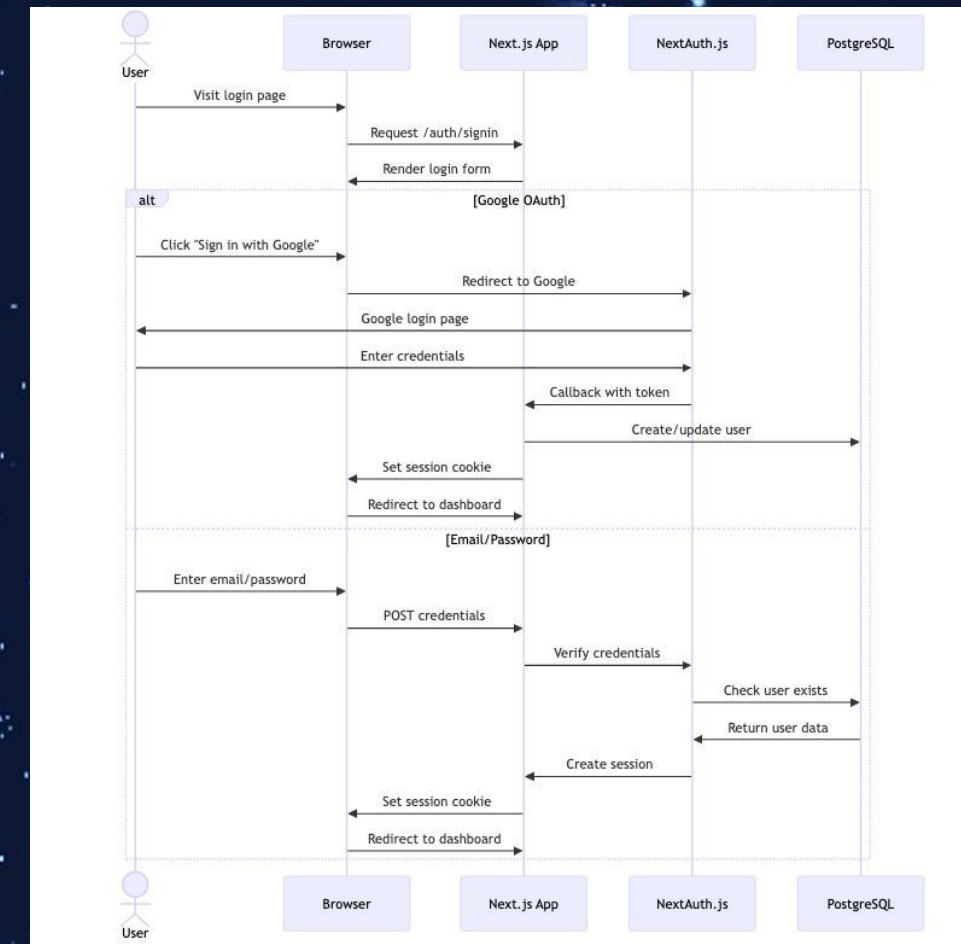 Browser
Next.js App
NextAuth.js
PostgreSQL
User
Visit login page
Request /auth/signin
Render login form
alt
[Google OAuth]
Click "Sign in with Google"
Redirect to Google
Google login page
Enter credentials
Callback with token
Create/update user
Set session cookie
Redirect to dashboard
[Email/Password]
Enter email/password
POST credentials
Verify credentials
Check user exists
Return user data
Create session
Set session cookie
Redirect to dashboard
Browser
Next.js App
NextAuth.js
PostgreSQL
User